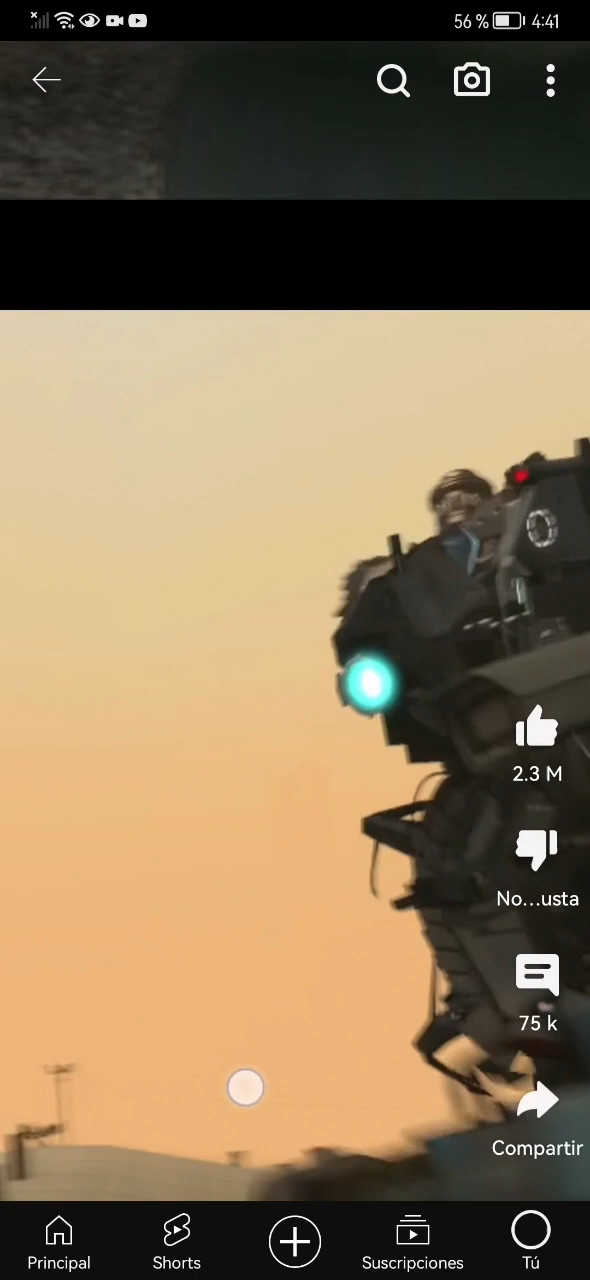 56 % 4:41
2.3 M
No...usta
75 k
Compartir
Principal
Shorts
Suscripciones
Tú